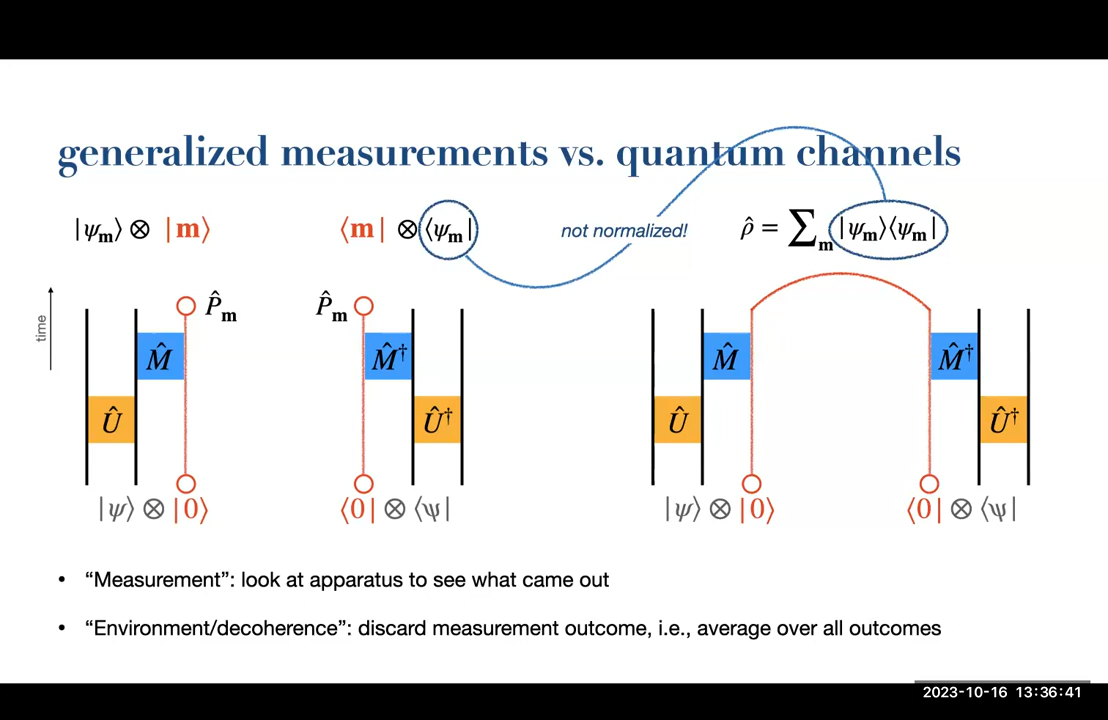 generalized measurements vs. quantum channels
|ψₘ⟩ ⊗ |m⟩
⟨m| ⊗ ⟨ψₘ|
not normalized!
ρ̂ = ∑ₘ |ψₘ⟩⟨ψₘ|
time
P̂ₘ
P̂ₘ
M̂
M̂†
M̂
M̂†
Û
Û†
Û
Û†
|ψ⟩ ⊗ |0⟩
⟨0| ⊗ ⟨ψ|
|ψ⟩ ⊗ |0⟩
⟨0| ⊗ ⟨ψ|
• “Measurement”: look at apparatus to see what came out
• “Environment/decoherence”: discard measurement outcome, i.e., average over all outcomes
2023-10-16 13:36:41